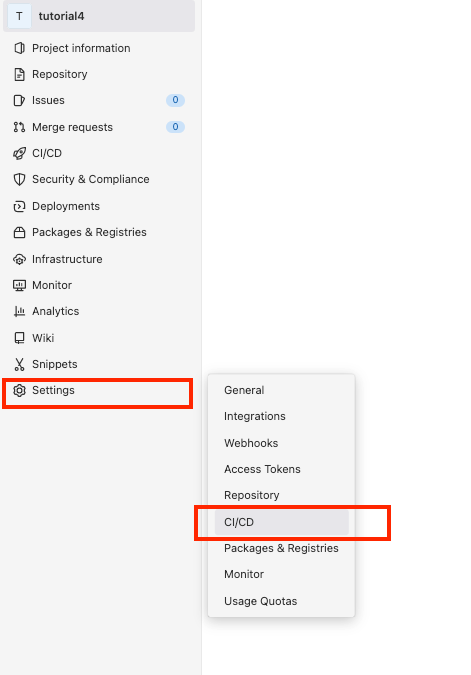 T tutorial4
Project information
Repository
Issues 0
Merge requests 0
CI/CD
Security & Compliance
Deployments
Packages & Registries
Infrastructure
Monitor
Analytics
Wiki
Snippets
Settings
General
Integrations
Webhooks
Access Tokens
Repository
CI/CD
Packages & Registries
Monitor
Usage Quotas